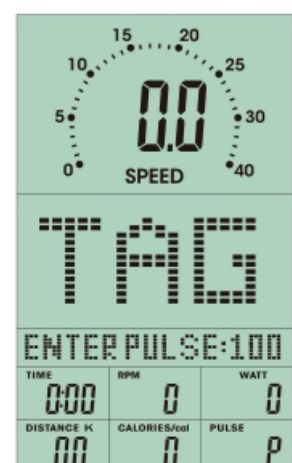 15 20
10 25
5 0.0 30
0 SPEED 40
TAG
ENTER PULSE:100
TIME RPM WATT
0:00 0 0
DISTANCE K CALORIES/cal PULSE
0.0 0 P